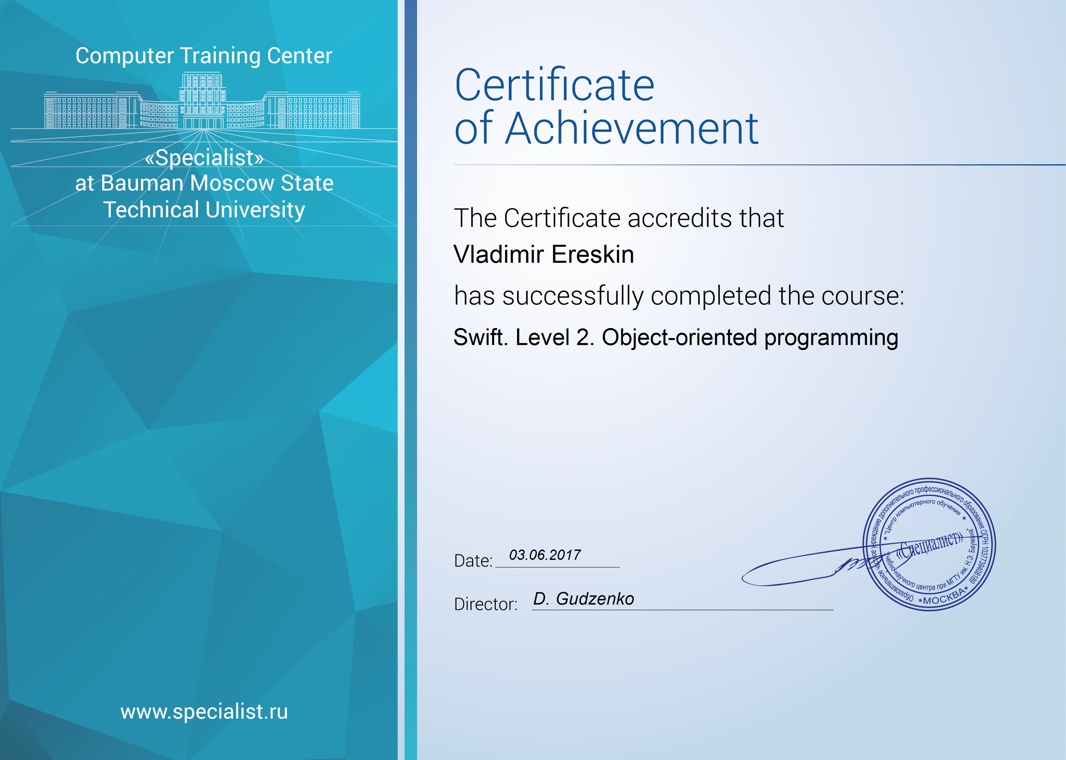 Computer Training Center
«Specialist»
at Bauman Moscow State
Technical University
www.specialist.ru
Certificate
of Achievement
The Certificate accredits that
Vladimir Ereskin
has successfully completed the course:
Swift. Level 2. Object-oriented programming
Date: 03.06.2017
Director: D. Gudzenko
«Специалист»
"Центр компьютерного обучения
*МОСКВА*